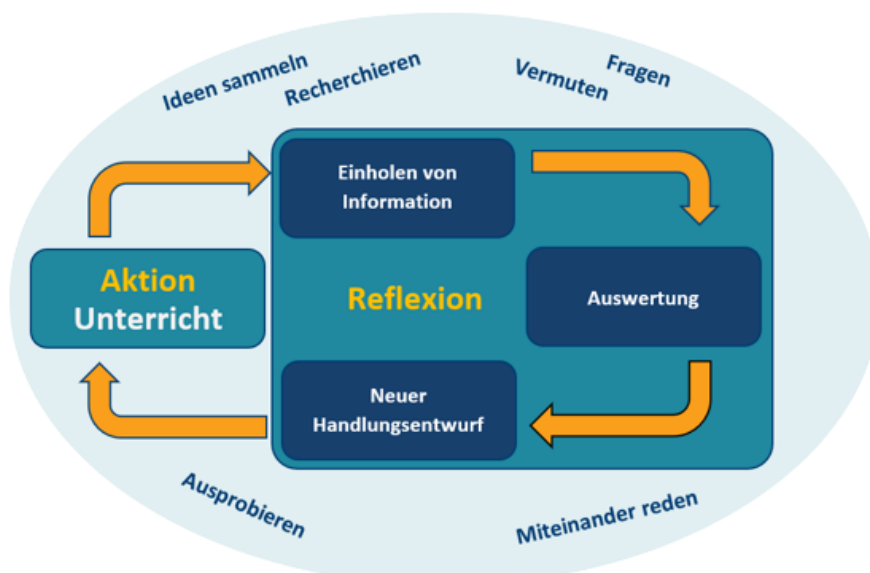 Ideen sammeln
Recherchieren
Vermuten
Fragen
Einholen von
Information
Aktion
Unterricht
Reflexion
Auswertung
Neuer
Handlungsentwurf
Ausprobieren
Miteinander reden